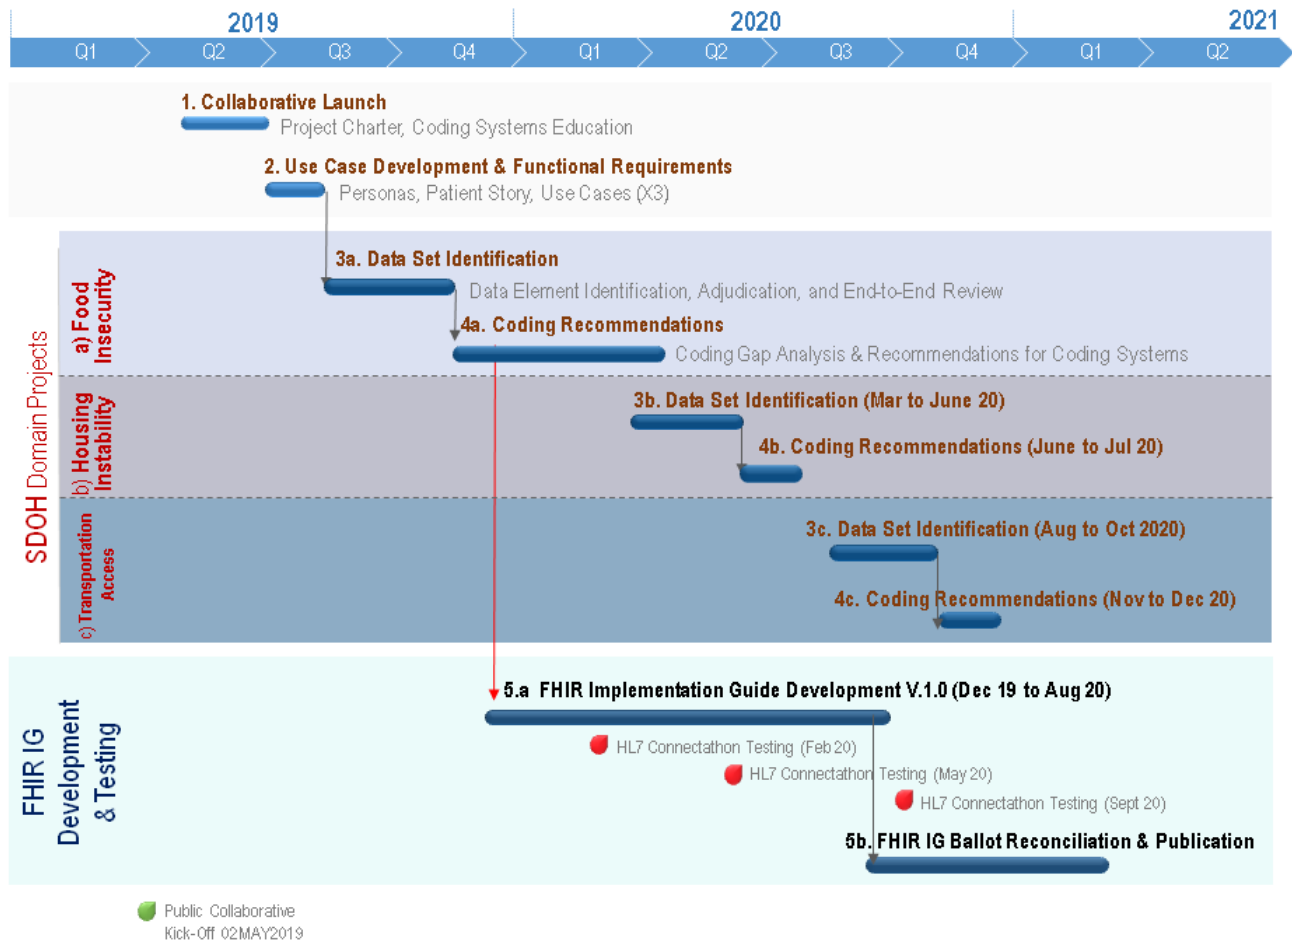 2019 2020 2021
Q1 Q2 Q3 Q4 Q1 Q2 Q3 Q4 Q1 Q2
1. Collaborative Launch
Project Charter, Coding Systems Education
2. Use Case Development & Functional Requirements
Personas, Patient Story, Use Cases (X3)
SDOH Domain Projects
a) Food
Insecurity
3a. Data Set Identification
Data Element Identification, Adjudication, and End-to-End Review
4a. Coding Recommendations
Coding Gap Analysis & Recommendations for Coding Systems
b) Housing
Instability
3b. Data Set Identification (Mar to June 20)
4b. Coding Recommendations (June to Jul 20)
c) Transportation
Access
3c. Data Set Identification (Aug to Oct 2020)
4c. Coding Recommendations (Nov to Dec 20)
FHIR IG
Development
& Testing
5.a FHIR Implementation Guide Development V.1.0 (Dec 19 to Aug 20)
HL7 Connectathon Testing (Feb 20)
HL7 Connectathon Testing (May 20)
HL7 Connectathon Testing (Sept 20)
5b. FHIR IG Ballot Reconciliation & Publication
Public Collaborative
Kick-Off 02MAY2019